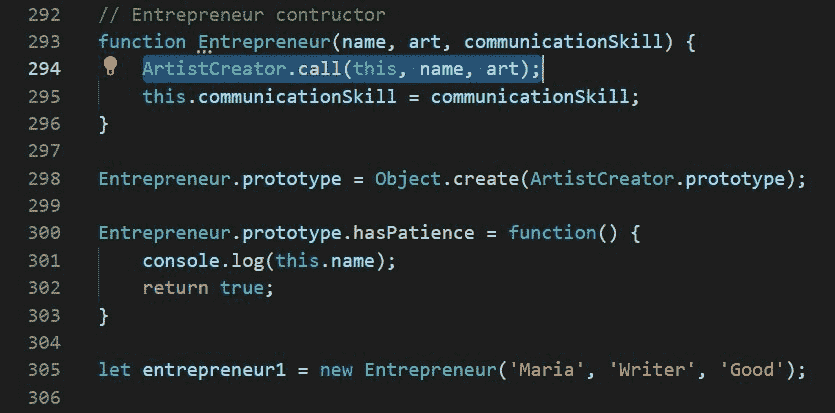 292 // Entrepreneur contructor
293 function Entrepreneur(name, art, communicationSkill) {
294 ArtistCreator.call(this, name, art);
295 this.communicationSkill = communicationSkill;
296 }
297
298 Entrepreneur.prototype = Object.create(ArtistCreator.prototype);
299
300 Entrepreneur.prototype.hasPatience = function() {
301 console.log(this.name);
302 return true;
303 }
304
305 let entrepreneur1 = new Entrepreneur('Maria', 'Writer', 'Good');
306